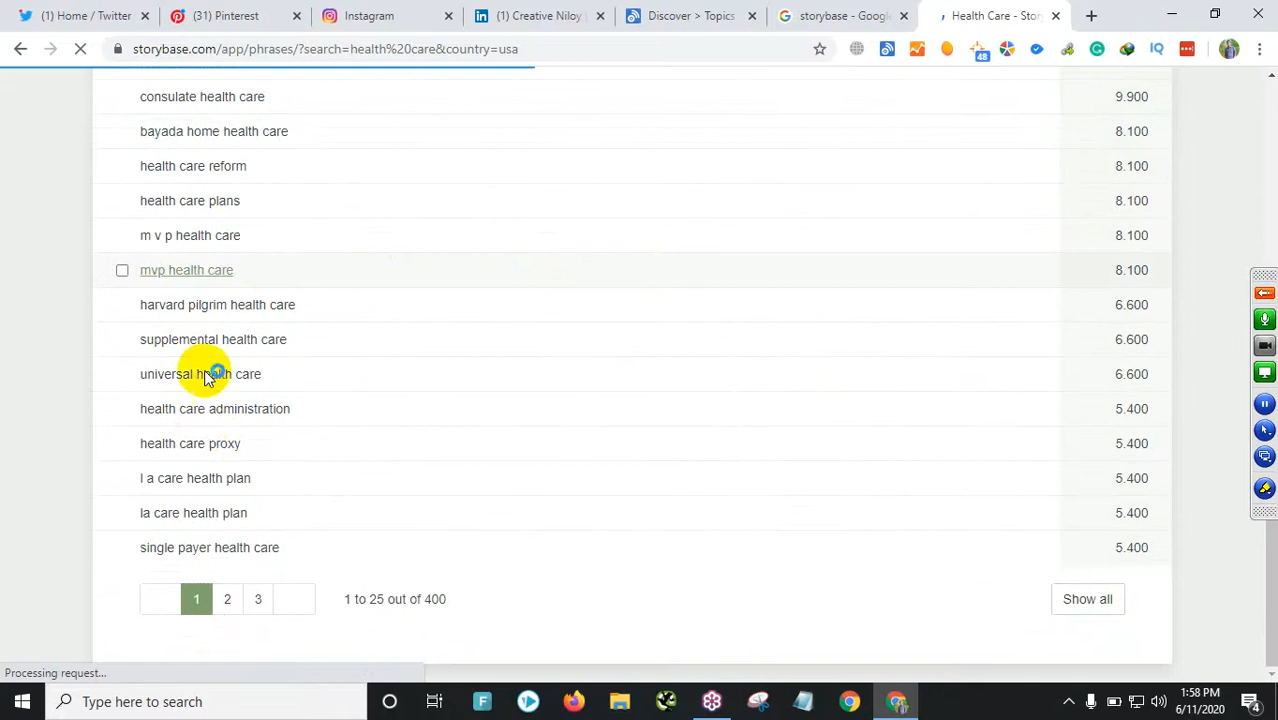 (1) Home / Twitter
(31) Pinterest
Instagram
(1) Creative Niloy
Discover > Topics
storybase - Google
Health Care - Stor
storybase.com/app/phrases/?search=health%20care&country=usa
48
IQ
consulate health care 9.900
bayada home health care 8.100
health care reform 8.100
health care plans 8.100
m v p health care 8.100
mvp health care 8.100
harvard pilgrim health care 6.600
supplemental health care 6.600
universal health care 6.600
health care administration 5.400
health care proxy 5.400
l a care health plan 5.400
la care health plan 5.400
single payer health care 5.400
1 2 3 1 to 25 out of 400 Show all
Processing request...
Type here to search
F
1:58 PM
6/11/2020
4